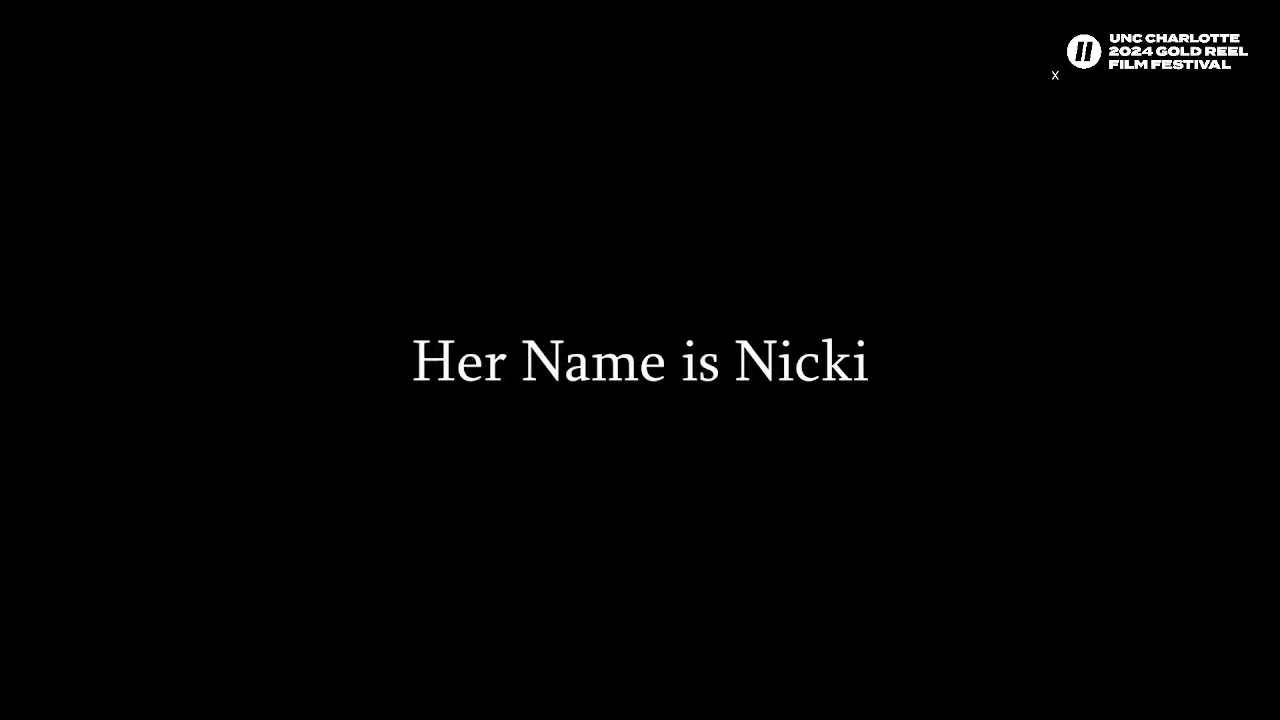 UNC CHARLOTTE
2024 GOLD REEL
FILM FESTIVAL
x
Her Name is Nicki